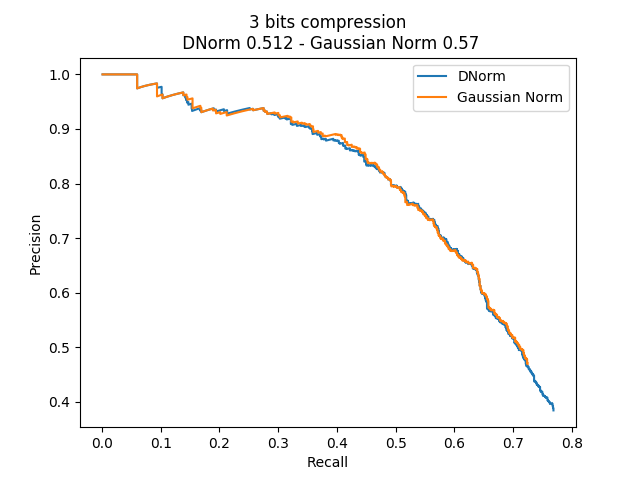 3 bits compression
DNorm 0.512 - Gaussian Norm 0.57
DNorm
Gaussian Norm
1.0
0.9
0.8
0.7
0.6
0.5
0.4
Precision
0.0 0.1 0.2 0.3 0.4 0.5 0.6 0.7 0.8
Recall